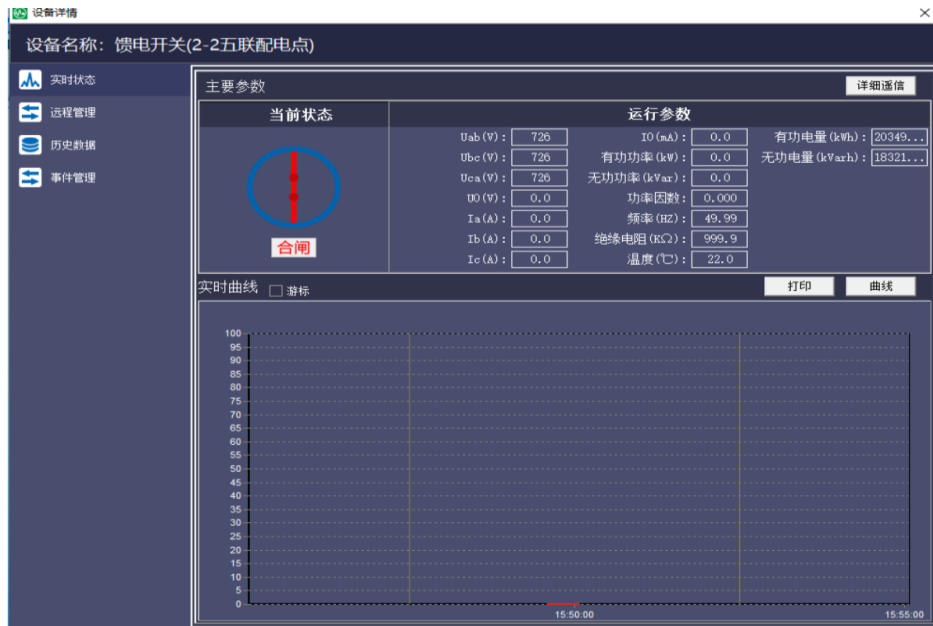 设备详情
设备名称：馈电开关(2-2五联配电点)
实时状态
远程管理
历史数据
事件管理
主要参数
详细遥信
当前状态
运行参数
合闸
Uab(V)： 726
Ubc(V)： 726
Uca(V)： 726
U0(V)： 0.0
Ia(A)： 0.0
Ib(A)： 0.0
Ic(A)： 0.0
I0(mA)： 0.0
有功功率(kW)： 0.0
无功功率(kVar)： 0.0
功率因数： 0.000
频率(HZ)： 49.99
绝缘电阻(KΩ)： 999.9
温度(℃)： 22.0
有功电量(kWh)： 20349...
无功电量(kVarh)： 18321...
实时曲线
游标
打印
曲线
100
95
90
85
80
75
70
65
60
55
50
45
40
35
30
25
20
15
10
5
0
15:50:00
15:55:00